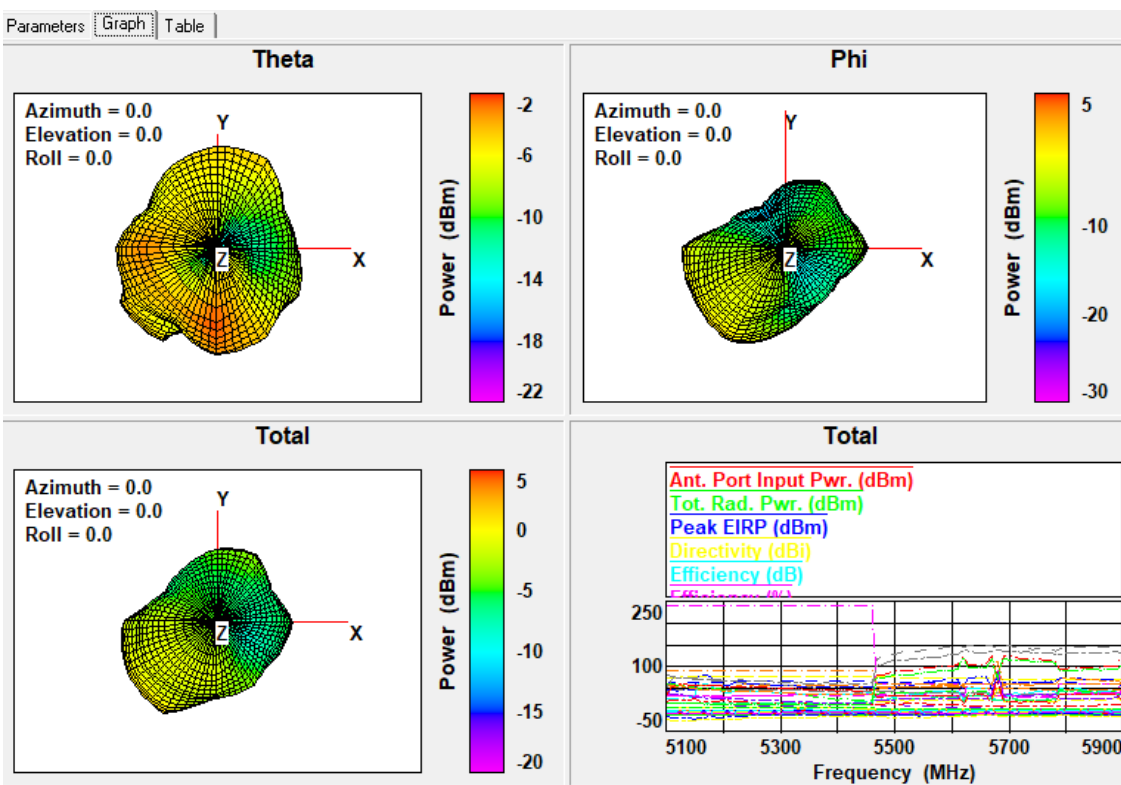 Parameters Graph Table
Theta
Azimuth = 0.0
Elevation = 0.0
Roll = 0.0
Y
X
Z
Power (dBm)
-2
-6
-10
-14
-18
-22
Phi
Azimuth = 0.0
Elevation = 0.0
Roll = 0.0
Y
X
Z
Power (dBm)
5
-10
-20
-30
Total
Azimuth = 0.0
Elevation = 0.0
Roll = 0.0
Y
X
Z
Power (dBm)
5
0
-5
-10
-15
-20
Total
Ant. Port Input Pwr. (dBm)
Tot. Rad. Pwr. (dBm)
Peak EIRP (dBm)
Directivity (dBi)
Efficiency (dB)
Efficiency (%)
250
100
-50
5100 5300 5500 5700 5900
Frequency (MHz)